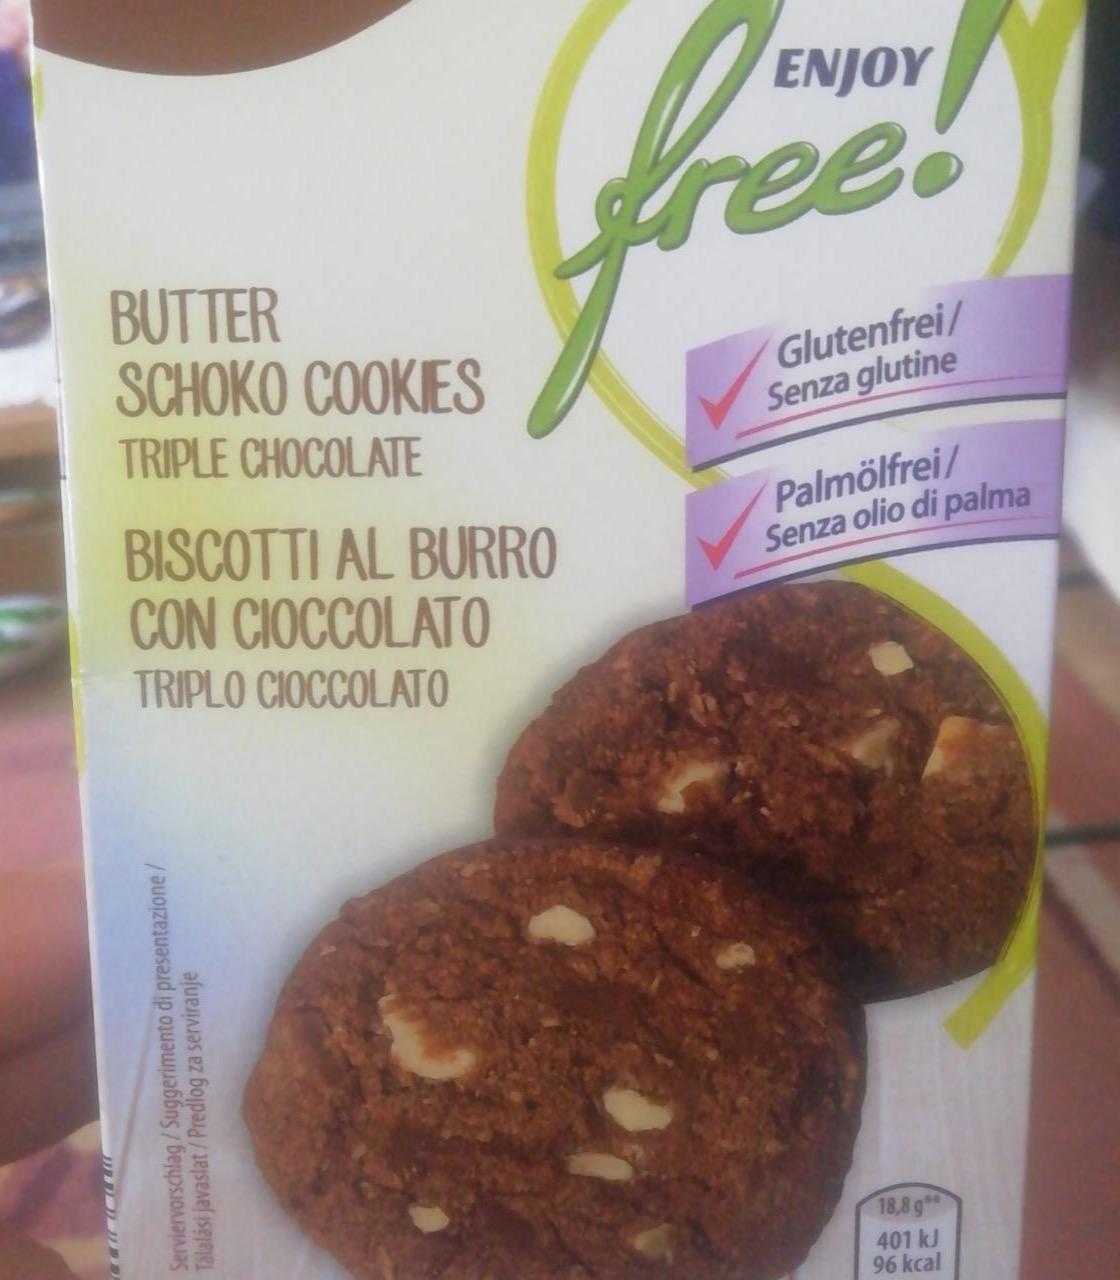 ENJOY
free!
BUTTER
SCHOKO COOKIES
TRIPLE CHOCOLATE
BISCOTTI AL BURRO
CON CIOCCOLATO
TRIPLO CIOCCOLATO
Glutenfrei/
Senza glutine
Palmölfrei/
Senza olio di palma
Serviervorschlag / Suggerimento di presentazione /
Tálalási javaslat / Predlog za serviranje
18,8 g**
401 kJ
96 kcal